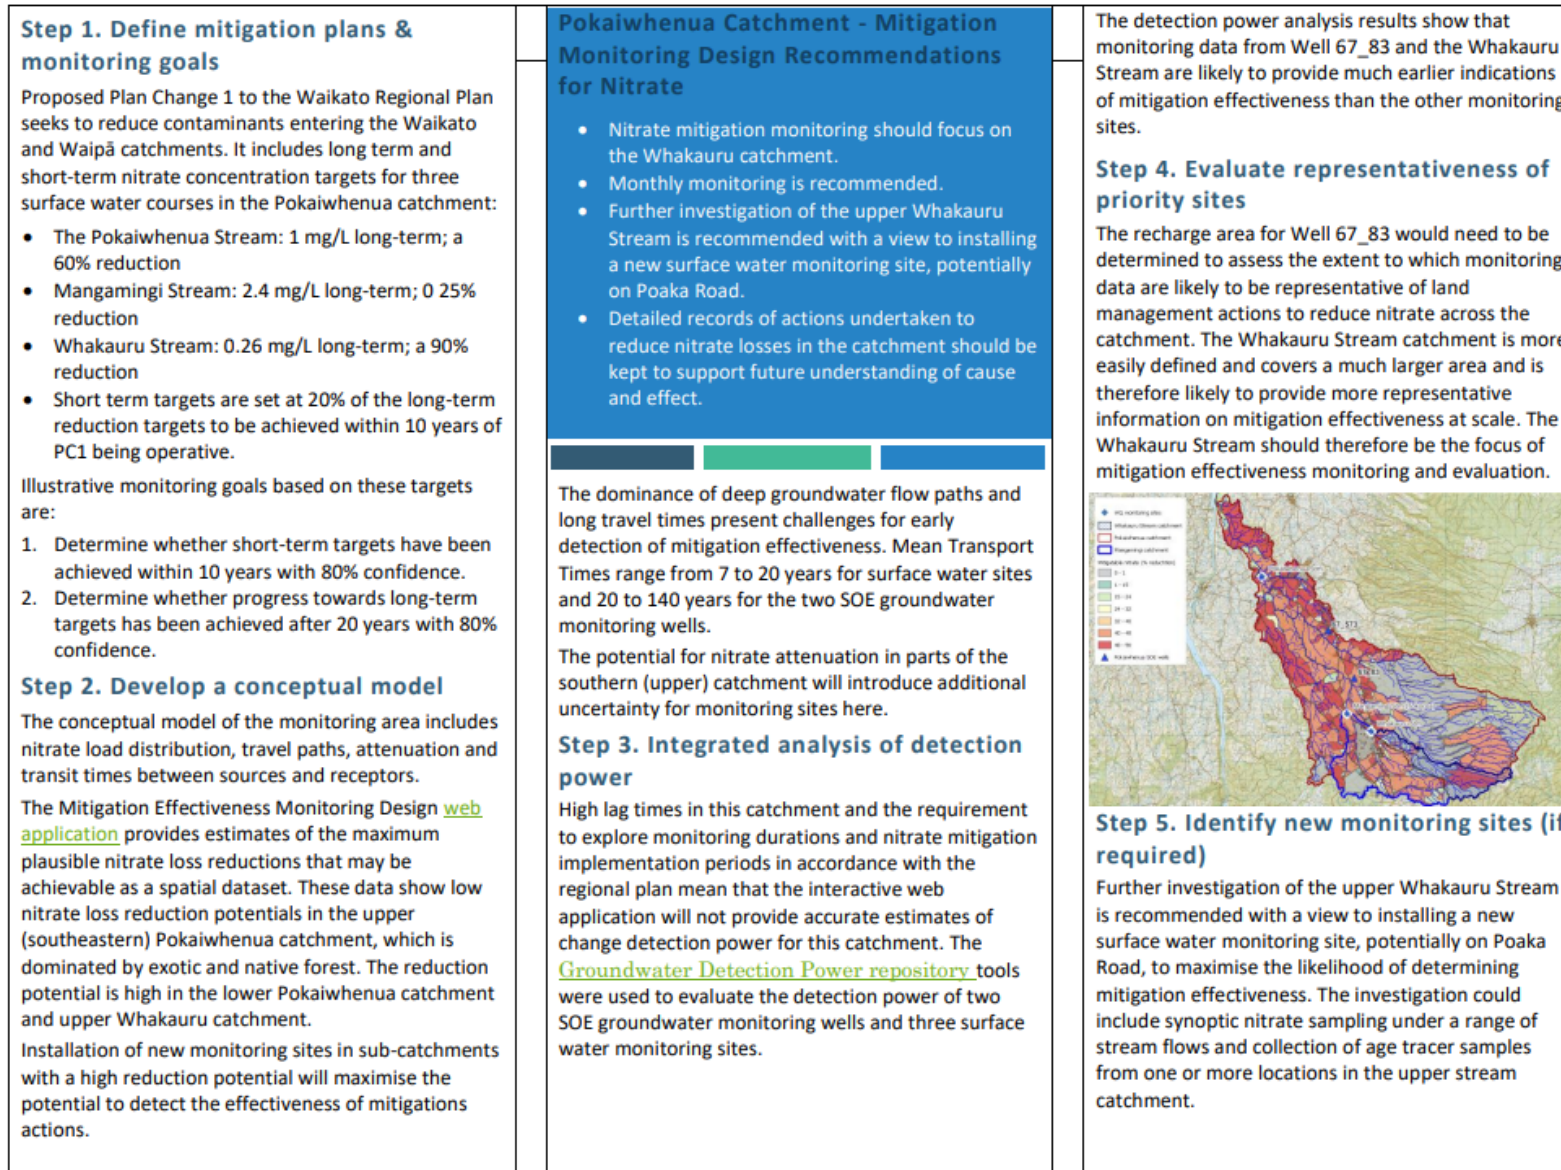 Step 1. Define mitigation plans &
monitoring goals
Proposed Plan Change 1 to the Waikato Regional Plan
seeks to reduce contaminants entering the Waikato
and Waipā catchments. It includes long term and
short-term nitrate concentration targets for three
surface water courses in the Pokaiwhenua catchment:
• The Pokaiwhenua Stream: 1 mg/L long-term; a
60% reduction
• Mangamingi Stream: 2.4 mg/L long-term; 0 25%
reduction
• Whakauru Stream: 0.26 mg/L long-term; a 90%
reduction
• Short term targets are set at 20% of the long-term
reduction targets to be achieved within 10 years of
PC1 being operative.
Illustrative monitoring goals based on these targets
are:
1. Determine whether short-term targets have been
achieved within 10 years with 80% confidence.
2. Determine whether progress towards long-term
targets has been achieved after 20 years with 80%
confidence.
Step 2. Develop a conceptual model
The conceptual model of the monitoring area includes
nitrate load distribution, travel paths, attenuation and
transit times between sources and receptors.
The Mitigation Effectiveness Monitoring Design web
application provides estimates of the maximum
plausible nitrate loss reductions that may be
achievable as a spatial dataset. These data show low
nitrate loss reduction potentials in the upper
(southeastern) Pokaiwhenua catchment, which is
dominated by exotic and native forest. The reduction
potential is high in the lower Pokaiwhenua catchment
and upper Whakauru catchment.
Installation of new monitoring sites in sub-catchments
with a high reduction potential will maximise the
potential to detect the effectiveness of mitigations
actions.
Pokaiwhenua Catchment - Mitigation
Monitoring Design Recommendations
for Nitrate
• Nitrate mitigation monitoring should focus on
the Whakauru catchment.
• Monthly monitoring is recommended.
• Further investigation of the upper Whakauru
Stream is recommended with a view to installing
a new surface water monitoring site, potentially
on Poaka Road.
• Detailed records of actions undertaken to
reduce nitrate losses in the catchment should be
kept to support future understanding of cause
and effect.
The dominance of deep groundwater flow paths and
long travel times present challenges for early
detection of mitigation effectiveness. Mean Transport
Times range from 7 to 20 years for surface water sites
and 20 to 140 years for the two SOE groundwater
monitoring wells.
The potential for nitrate attenuation in parts of the
southern (upper) catchment will introduce additional
uncertainty for monitoring sites here.
Step 3. Integrated analysis of detection
power
High lag times in this catchment and the requirement
to explore monitoring durations and nitrate mitigation
implementation periods in accordance with the
regional plan mean that the interactive web
application will not provide accurate estimates of
change detection power for this catchment. The
Groundwater Detection Power repository tools
were used to evaluate the detection power of two
SOE groundwater monitoring wells and three surface
water monitoring sites.
The detection power analysis results show that
monitoring data from Well 67_83 and the Whakauru
Stream are likely to provide much earlier indications
of mitigation effectiveness than the other monitoring
sites.
Step 4. Evaluate representativeness of
priority sites
The recharge area for Well 67_83 would need to be
determined to assess the extent to which monitoring
data are likely to be representative of land
management actions to reduce nitrate across the
catchment. The Whakauru Stream catchment is more
easily defined and covers a much larger area and is
therefore likely to provide more representative
information on mitigation effectiveness at scale. The
Whakauru Stream should therefore be the focus of
mitigation effectiveness monitoring and evaluation.
Step 5. Identify new monitoring sites (if
required)
Further investigation of the upper Whakauru Stream
is recommended with a view to installing a new
surface water monitoring site, potentially on Poaka
Road, to maximise the likelihood of determining
mitigation effectiveness. The investigation could
include synoptic nitrate sampling under a range of
stream flows and collection of age tracer samples
from one or more locations in the upper stream
catchment.